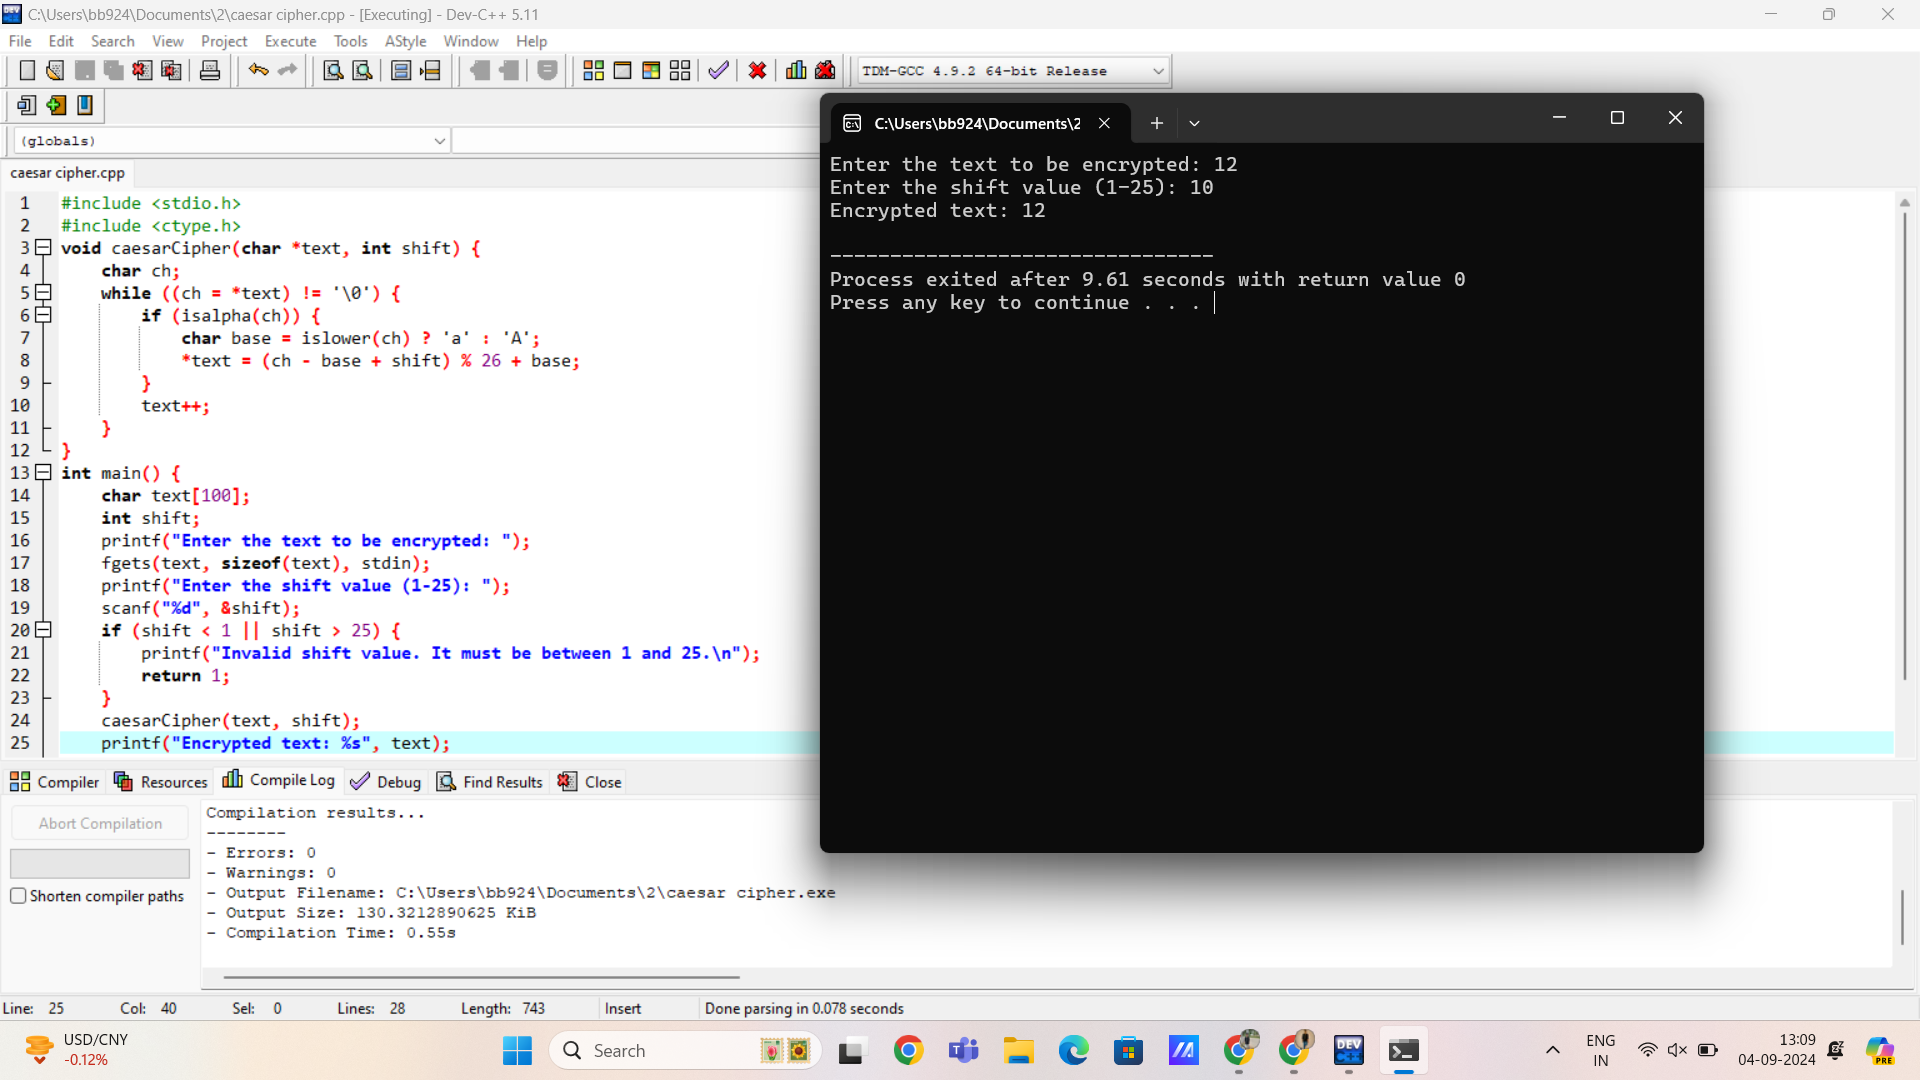 C:\Users\bb924\Documents\2\caesar cipher.cpp - [Executing] - Dev-C++ 5.11
File Edit Search View Project Execute Tools AStyle Window Help
TDM-GCC 4.9.2 64-bit Release
(globals)
caesar cipher.cpp
1 #include <stdio.h>
2 #include <ctype.h>
3 void caesarCipher(char *text, int shift) {
4 char ch;
5 while ((ch = *text) != '\0') {
6 if (isalpha(ch)) {
7 char base = islower(ch) ? 'a' : 'A';
8 *text = (ch - base + shift) % 26 + base;
9 }
10 text++;
11 }
12 }
13 int main() {
14 char text[100];
15 int shift;
16 printf("Enter the text to be encrypted: ");
17 fgets(text, sizeof(text), stdin);
18 printf("Enter the shift value (1-25): ");
19 scanf("%d", &shift);
20 if (shift < 1 || shift > 25) {
21 printf("Invalid shift value. It must be between 1 and 25.\n");
22 return 1;
23 }
24 caesarCipher(text, shift);
25 printf("Encrypted text: %s", text);
C:\Users\bb924\Documents\2
Enter the text to be encrypted: 12
Enter the shift value (1-25): 10
Encrypted text: 12
--------------------------------
Process exited after 9.61 seconds with return value 0
Press any key to continue . . .
Compiler Resources Compile Log Debug Find Results Close
Abort Compilation
Shorten compiler paths
Compilation results...
--------
- Errors: 0
- Warnings: 0
- Output Filename: C:\Users\bb924\Documents\2\caesar cipher.exe
- Output Size: 130.3212890625 KiB
- Compilation Time: 0.55s
Line: 25 Col: 40 Sel: 0 Lines: 28 Length: 743 Insert Done parsing in 0.078 seconds
USD/CNY
-0.12%
Search
DEV
C++
ENG
IN
13:09
04-09-2024
PRE